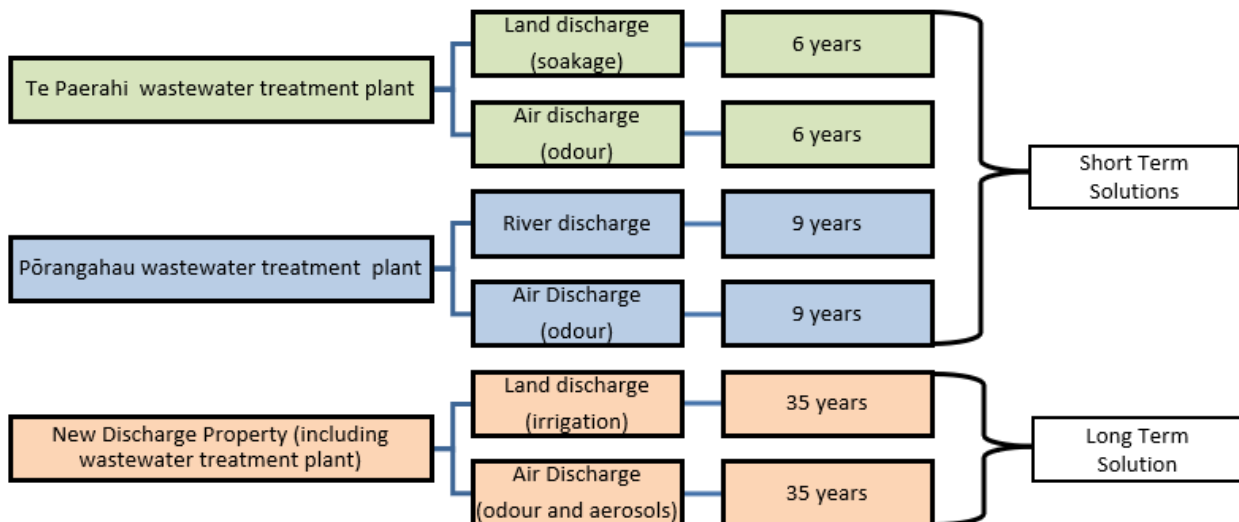 Te Paerahi wastewater treatment plant
Land discharge
(soakage)
6 years
Air discharge
(odour)
6 years
Pōrangahau wastewater treatment plant
River discharge
9 years
Air Discharge
(odour)
9 years
Short Term
Solutions
New Discharge Property (including
wastewater treatment plant)
Land discharge
(irrigation)
35 years
Air Discharge
(odour and aerosols)
35 years
Long Term
Solution